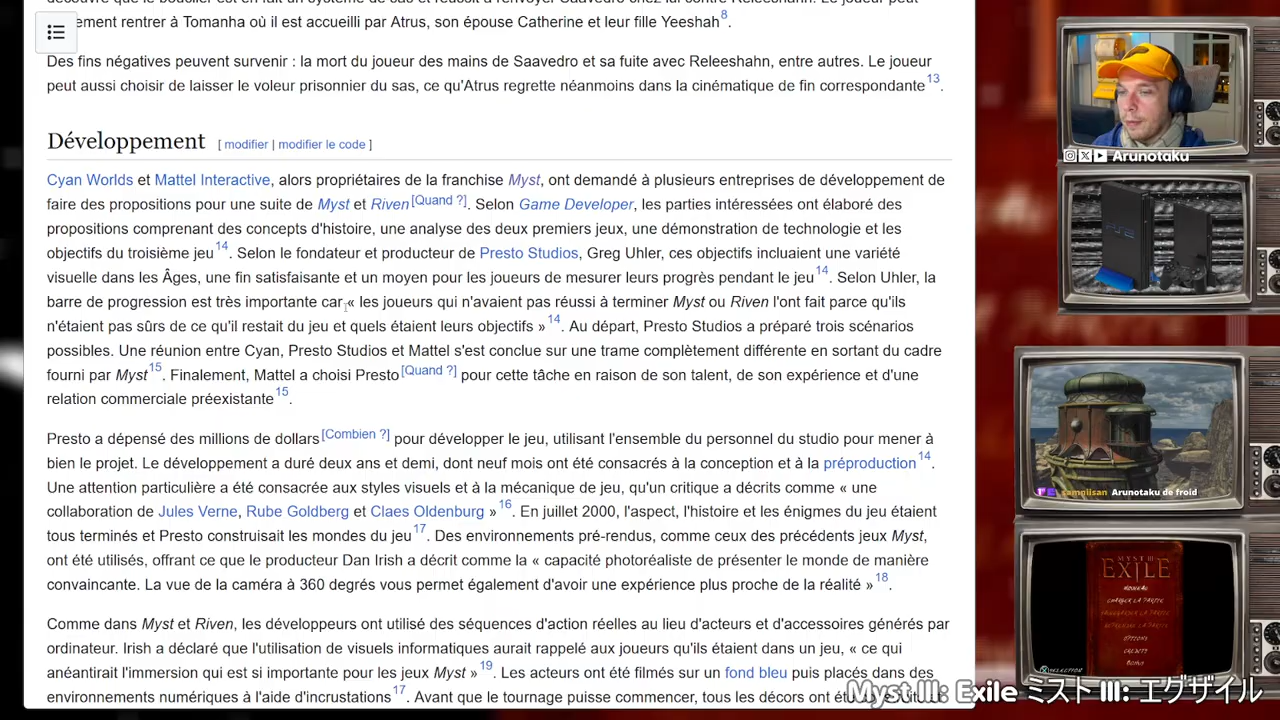 ement rentrer à Tomanha où il est accueilli par Atrus, son épouse Catherine et leur fille Yeeshah8.
Des fins négatives peuvent survenir : la mort du joueur des mains de Saavedro et sa fuite avec Releeshahn, entre autres. Le joueur
peut aussi choisir de laisser le voleur prisonnier du sas, ce qu'Atrus regrette néanmoins dans la cinématique de fin correspondante13.
Développement [ modifier | modifier le code ]
Cyan Worlds et Mattel Interactive, alors propriétaires de la franchise Myst, ont demandé à plusieurs entreprises de développement de
faire des propositions pour une suite de Myst et Riven[Quand ?]. Selon Game Developer, les parties intéressées ont élaboré des
propositions comprenant des concepts d'histoire, une analyse des deux premiers jeux, une démonstration de technologie et les
objectifs du troisième jeu14. Selon le fondateur et producteur de Presto Studios, Greg Uhler, ces objectifs incluaient une variété
visuelle dans les Âges, une fin satisfaisante et un moyen pour les joueurs de mesurer leurs progrès pendant le jeu14. Selon Uhler, la
barre de progression est très importante car « les joueurs qui n'avaient pas réussi à terminer Myst ou Riven l'ont fait parce qu'ils
n'étaient pas sûrs de ce qu'il restait du jeu et quels étaient leurs objectifs »14. Au départ, Presto Studios a préparé trois scénarios
possibles. Une réunion entre Cyan, Presto Studios et Mattel s'est conclue sur une trame complètement différente en sortant du cadre
fourni par Myst15. Finalement, Mattel a choisi Presto[Quand ?] pour cette tâche en raison de son talent, de son expérience et d'une
relation commerciale préexistante15.
Presto a dépensé des millions de dollars[Combien ?] pour développer le jeu, utilisant l'ensemble du personnel du studio pour mener à
bien le projet. Le développement a duré deux ans et demi, dont neuf mois ont été consacrés à la conception et à la préproduction14.
Une attention particulière a été consacrée aux styles visuels et à la mécanique de jeu, qu'un critique a décrits comme « une
collaboration de Jules Verne, Rube Goldberg et Claes Oldenburg »16. En juillet 2000, l'aspect, l'histoire et les énigmes du jeu étaient
tous terminés et Presto construisait les mondes du jeu17. Des environnements pré-rendus, comme ceux des précédents jeux Myst,
ont été utilisés, offrant ce que le producteur Dan Irish a décrit comme la « capacité photoréaliste de présenter le monde de manière
convaincante. La vue de la caméra à 360 degrés vous permet également d'avoir une expérience plus proche de la réalité »18.
Comme dans Myst et Riven, les développeurs ont utilisé des séquences d'action réelles au lieu d'acteurs et d'accessoires générés par
ordinateur. Irish a déclaré que l'utilisation de visuels informatiques aurait rappelé aux joueurs qu'ils étaient dans un jeu, « ce qui
anéantirait l'immersion qui est si importante pour les jeux Myst »19. Les acteurs ont été filmés sur un fond bleu puis placés dans des
environnements numériques à l'aide d'incrustations17. Avant que le tournage puisse commencer, tous les décors ont
Arunotaku
Arunotaku de froid
MYST III
EXILE
NOUVEAU
CHARGER LA PARTIE
OPTIONS
CREDITS
BONUS
Myst III: Exile ミスト III: エグザイル